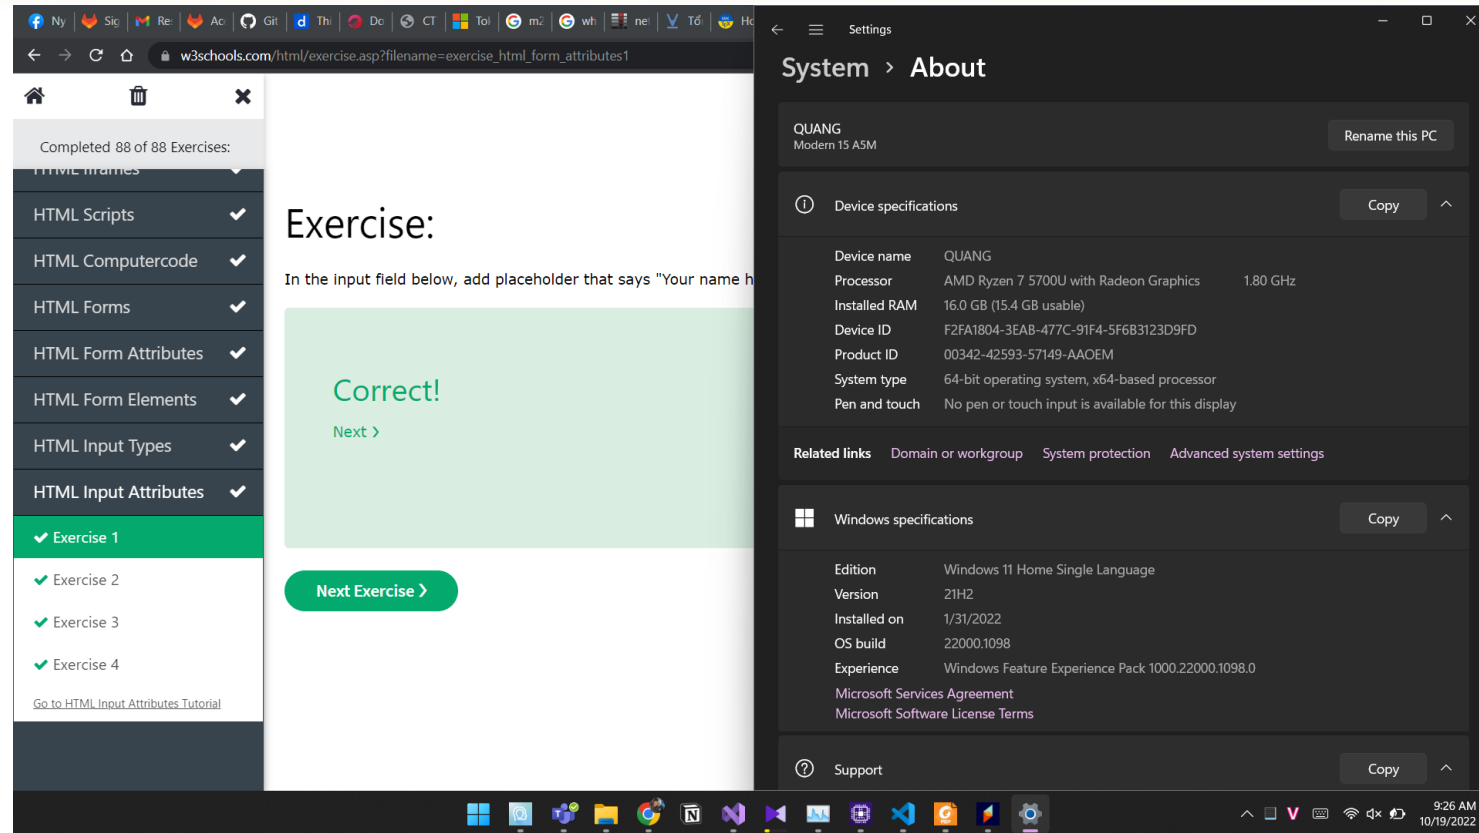 Ny
Sig
Re
Ac
Git
Thi
Do
CT
Tol
m2
wh
net
Tổ
Ho
w3schools.com/html/exercise.asp?filename=exercise_html_form_attributes1
Completed 88 of 88 Exercises:
HTML Iframes
HTML Scripts
HTML Computercode
HTML Forms
HTML Form Attributes
HTML Form Elements
HTML Input Types
HTML Input Attributes
Exercise 1
Exercise 2
Exercise 3
Exercise 4
Go to HTML Input Attributes Tutorial
Exercise:
In the input field below, add placeholder that says "Your name h
Correct!
Next ❯
Next Exercise ❯
Settings
System › About
QUANG
Modern 15 A5M
Rename this PC
Device specifications
Copy
Device name QUANG
Processor AMD Ryzen 7 5700U with Radeon Graphics 1.80 GHz
Installed RAM 16.0 GB (15.4 GB usable)
Device ID F2FA1804-3EAB-477C-91F4-5F6B3123D9FD
Product ID 00342-42593-57149-AAOEM
System type 64-bit operating system, x64-based processor
Pen and touch No pen or touch input is available for this display
Related links Domain or workgroup System protection Advanced system settings
Windows specifications
Copy
Edition Windows 11 Home Single Language
Version 21H2
Installed on 1/31/2022
OS build 22000.1098
Experience Windows Feature Experience Pack 1000.22000.1098.0
Microsoft Services Agreement
Microsoft Software License Terms
Support
Copy
9:26 AM
10/19/2022